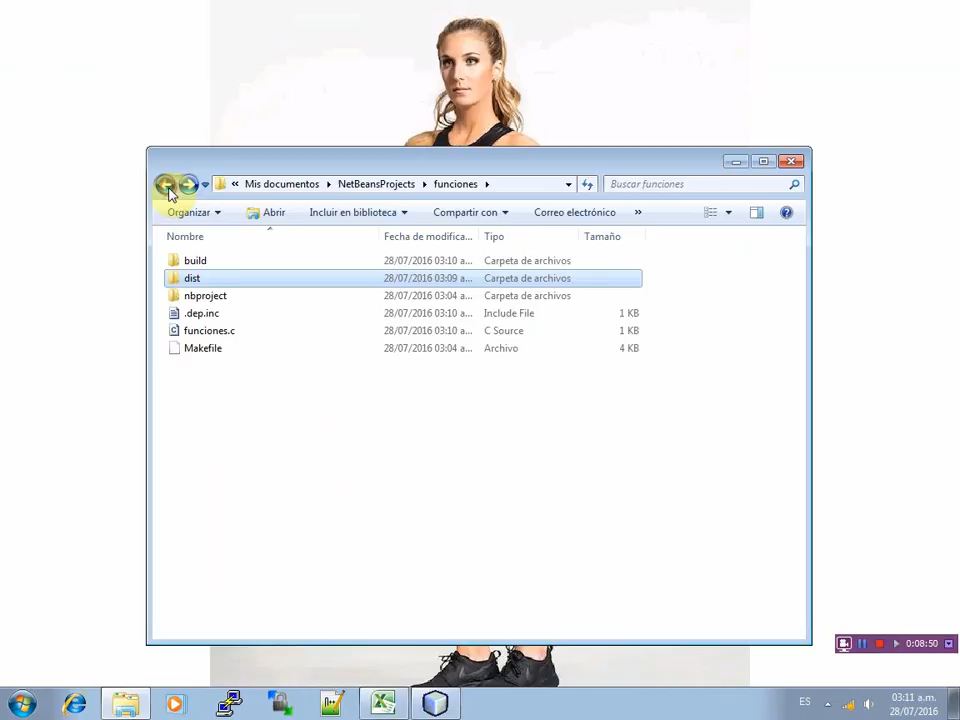 « Mis documentos NetBeansProjects funciones Buscar funciones
Organizar Abrir Incluir en biblioteca Compartir con Correo electrónico »
Nombre Fecha de modifica... Tipo Tamaño
build 28/07/2016 03:10 a... Carpeta de archivos
dist 28/07/2016 03:09 a... Carpeta de archivos
nbproject 28/07/2016 03:04 a... Carpeta de archivos
.dep.inc 28/07/2016 03:10 a... Include File 1 KB
funciones.c 28/07/2016 03:10 a... C Source 1 KB
Makefile 28/07/2016 03:04 a... Archivo 4 KB
0:08:50
ES 03:11 a.m.
28/07/2016